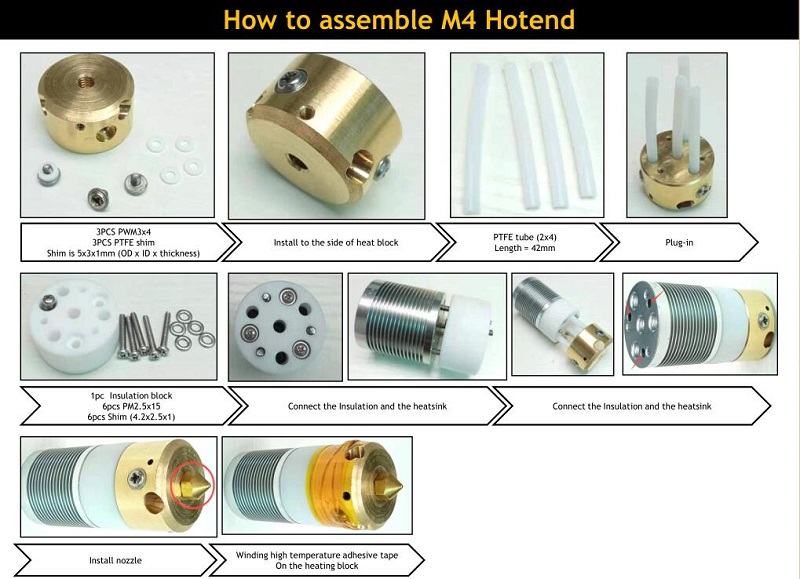 How to assemble M4 Hotend
3PCS PWM3x4
3PCS PTFE shim
Shim is 5x3x1mm (OD x ID x thickness)
Install to the side of heat block
PTFE tube (2x4)
Length = 42mm
Plug-in
1pc Insulation block
6pcs PM2.5x15
6pcs Shim (4.2x2.5x1)
Connect the Insulation and the heatsink
Connect the Insulation and the heatsink
Install nozzle
Winding high temperature adhesive tape
On the heating block